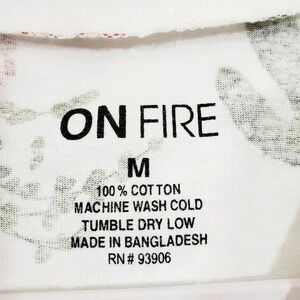 ON FIRE
M
100% COTTON
MACHINE WASH COLD
TUMBLE DRY LOW
MADE IN BANGLADESH
RN # 93906